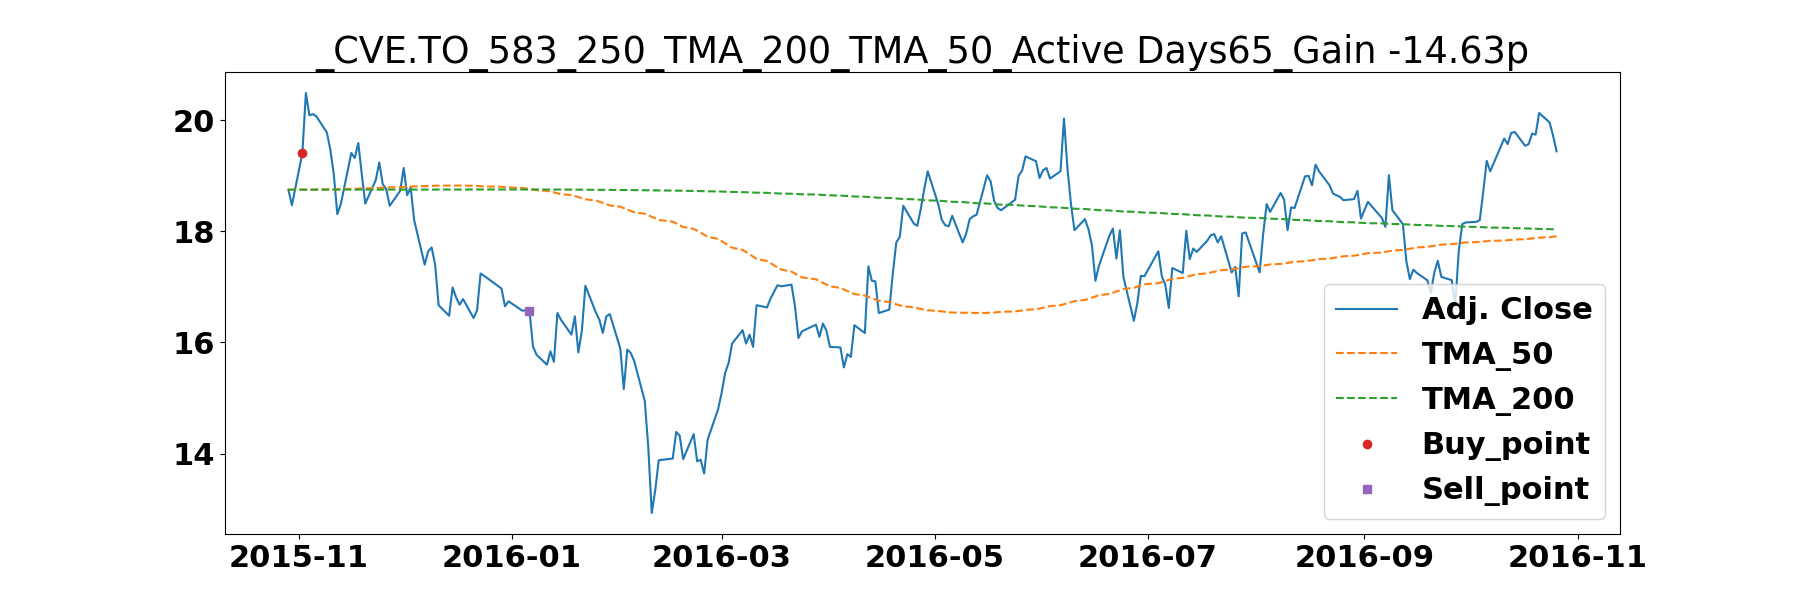 _CVE.TO_583_250_TMA_200_TMA_50_Active Days65_Gain -14.63p
20
18
16
14
Adj. Close
TMA_50
TMA_200
Buy_point
Sell_point
2015-11 2016-01 2016-03 2016-05 2016-07 2016-09 2016-11